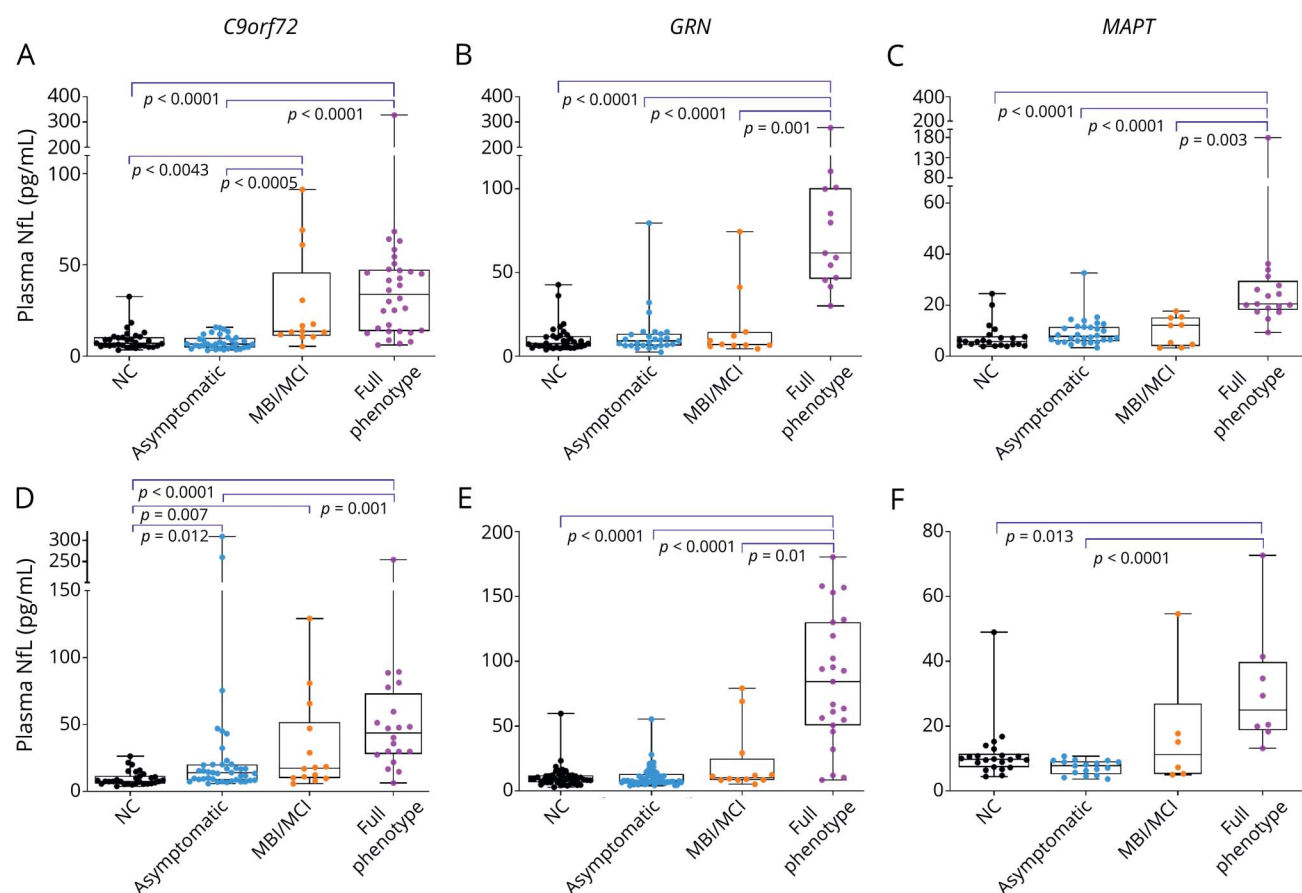 C9orf72
GRN
MAPT
A
B
C
Plasma NfL (pg/mL)
400
300
200
100
50
0
p < 0.0001
p < 0.0001
p < 0.0043
p < 0.0005
NC
Asymptomatic
MBI/MCI
Full
phenotype
400
300
200
100
50
0
p < 0.0001
p < 0.0001
p = 0.001
NC
Asymptomatic
MBI/MCI
Full
phenotype
400
200
180
130
80
60
40
20
0
p < 0.0001
p < 0.0001
p = 0.003
NC
Asymptomatic
MBI/MCI
Full
phenotype
D
E
F
Plasma NfL (pg/mL)
300
250
150
100
50
0
p < 0.0001
p = 0.001
p = 0.007
p = 0.012
NC
Asymptomatic
MBI/MCI
Full
phenotype
200
150
100
50
0
p < 0.0001
p < 0.0001
p = 0.01
NC
Asymptomatic
MBI/MCI
Full
phenotype
80
60
40
20
0
p = 0.013
p < 0.0001
NC
Asymptomatic
MBI/MCI
Full
phenotype